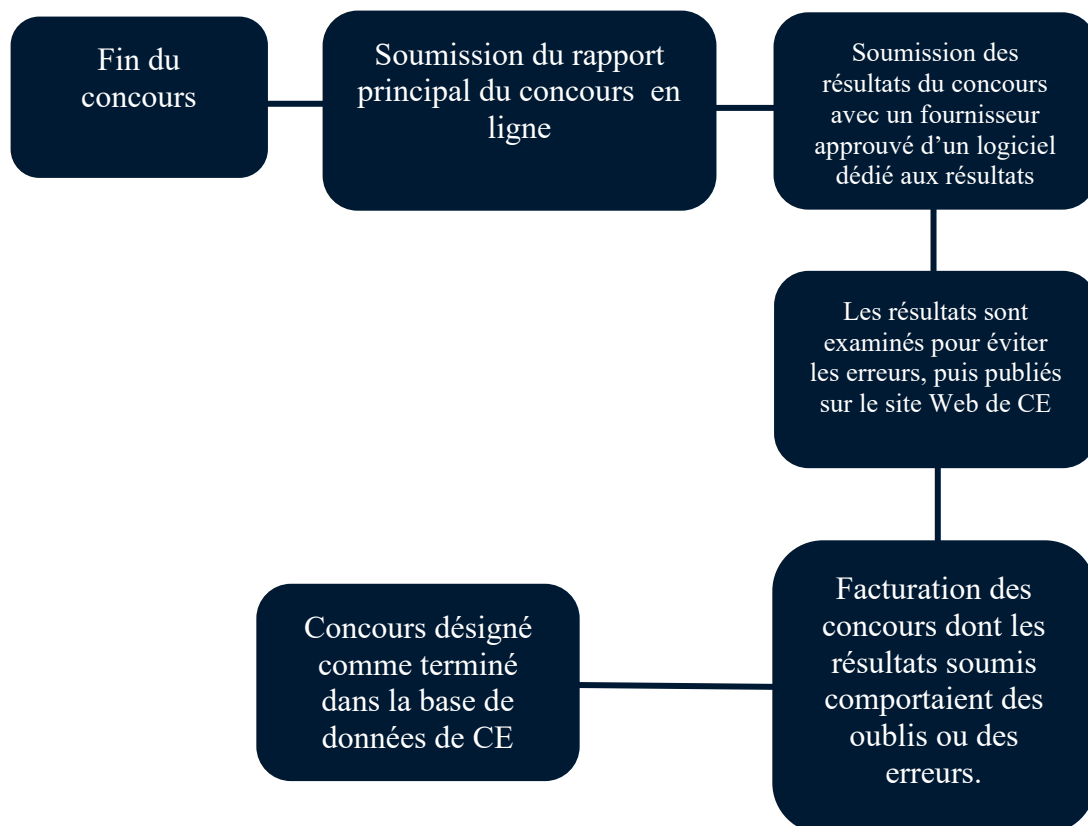 Fin du
concours
Soumission du rapport
principal du concours en
ligne
Soumission des
résultats du concours
avec un fournisseur
approuvé d’un logiciel
dédié aux résultats
Les résultats sont
examinés pour éviter
les erreurs, puis publiés
sur le site Web de CE
Facturation des
concours dont les
résultats soumis
comportaient des
oublis ou des
erreurs.
Concours désigné
comme terminé
dans la base de
données de CE